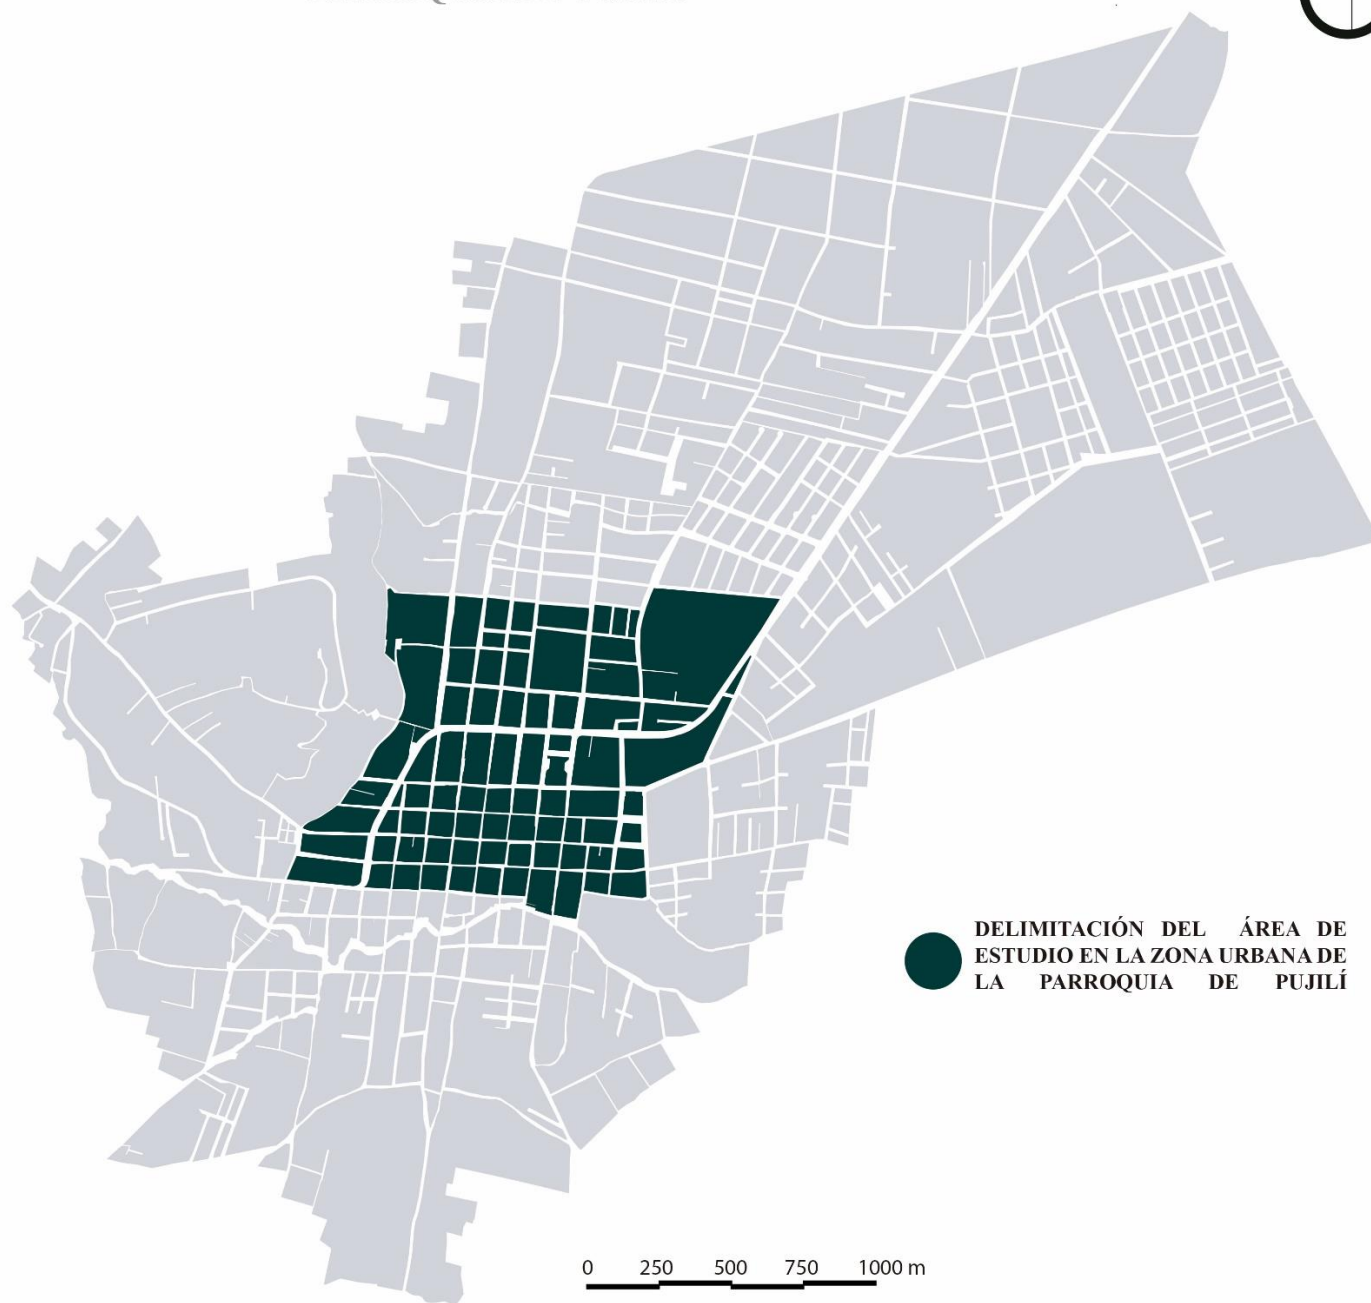 DELIMITACIÓN DEL ÁREA DE
ESTUDIO EN LA ZONA URBANA DE
LA PARROQUIA DE PUJILÍ
0 250 500 750 1000 m